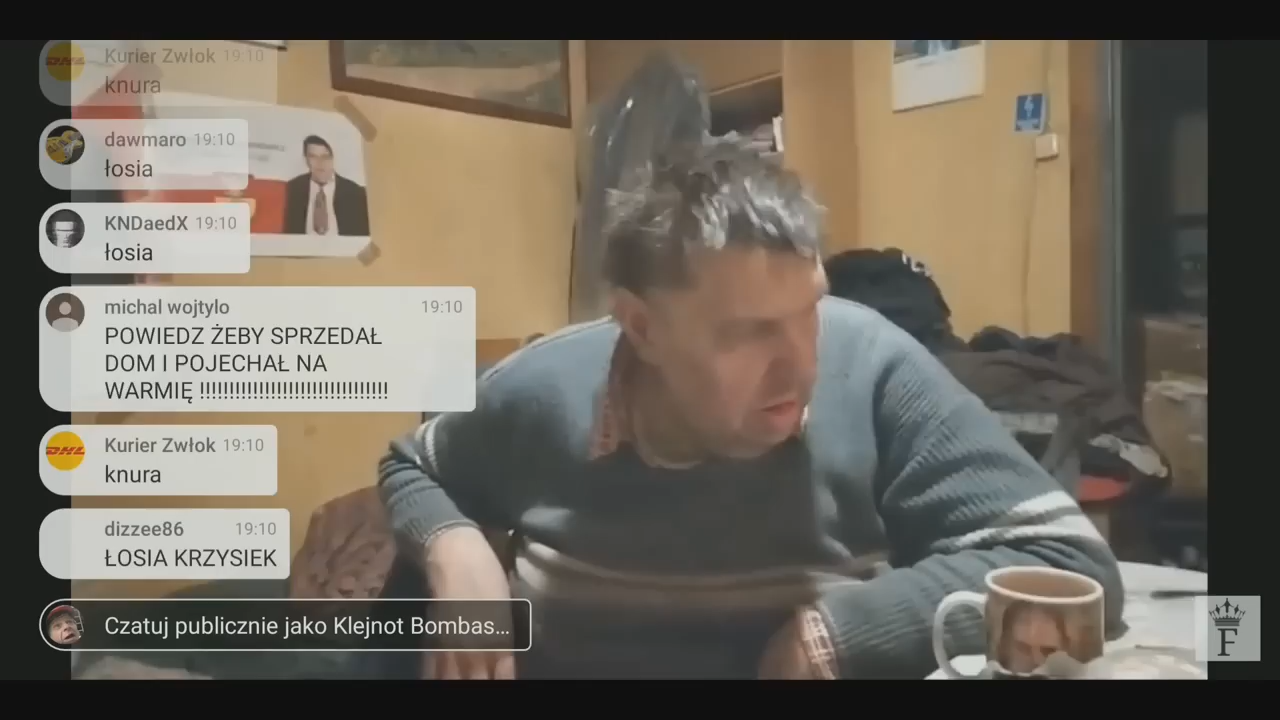 Kurier Zwłok 19:10
knura
dawmaro 19:10
łosia
KNDaedX 19:10
łosia
michal wojtylo 19:10
POWIEDZ ŻEBY SPRZEDAŁ
DOM I POJECHAŁ NA
WARMIĘ !!!!!!!!!!!!!!!!!!!!!!!!!!!!!!!!
Kurier Zwłok 19:10
knura
dizzee86 19:10
ŁOSIA KRZYSIEK
Czatuj publicznie jako Klejnot Bombas...
DHL
DHL
F